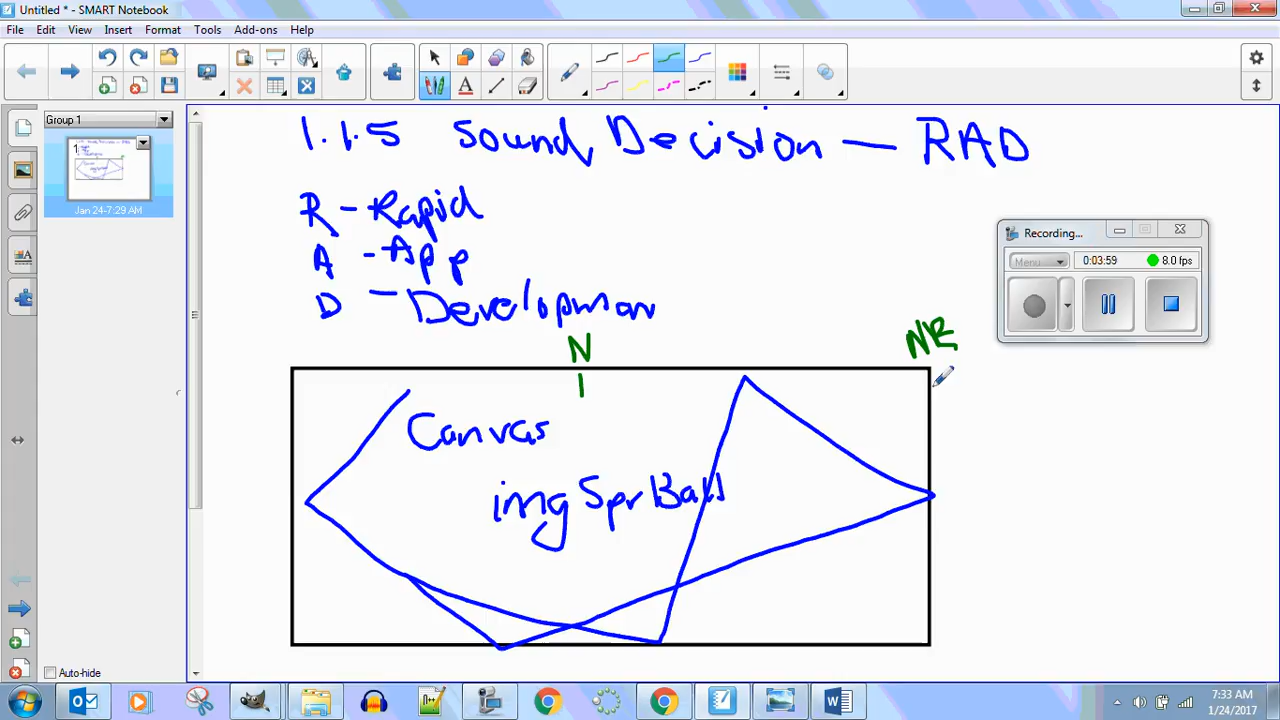 Untitled * - SMART Notebook
File Edit View Insert Format Tools Add-ons Help
Group 1
1.
Jan 24-7:29 AM
Auto-hide
1.1.5 Sound Decision — RAD
R - Rapid
A - App
D - Developmen
N
NE
Canvas
imgSprBall
Recording...
Menu
0:03:59
8.0 fps
7:33 AM
1/24/2017